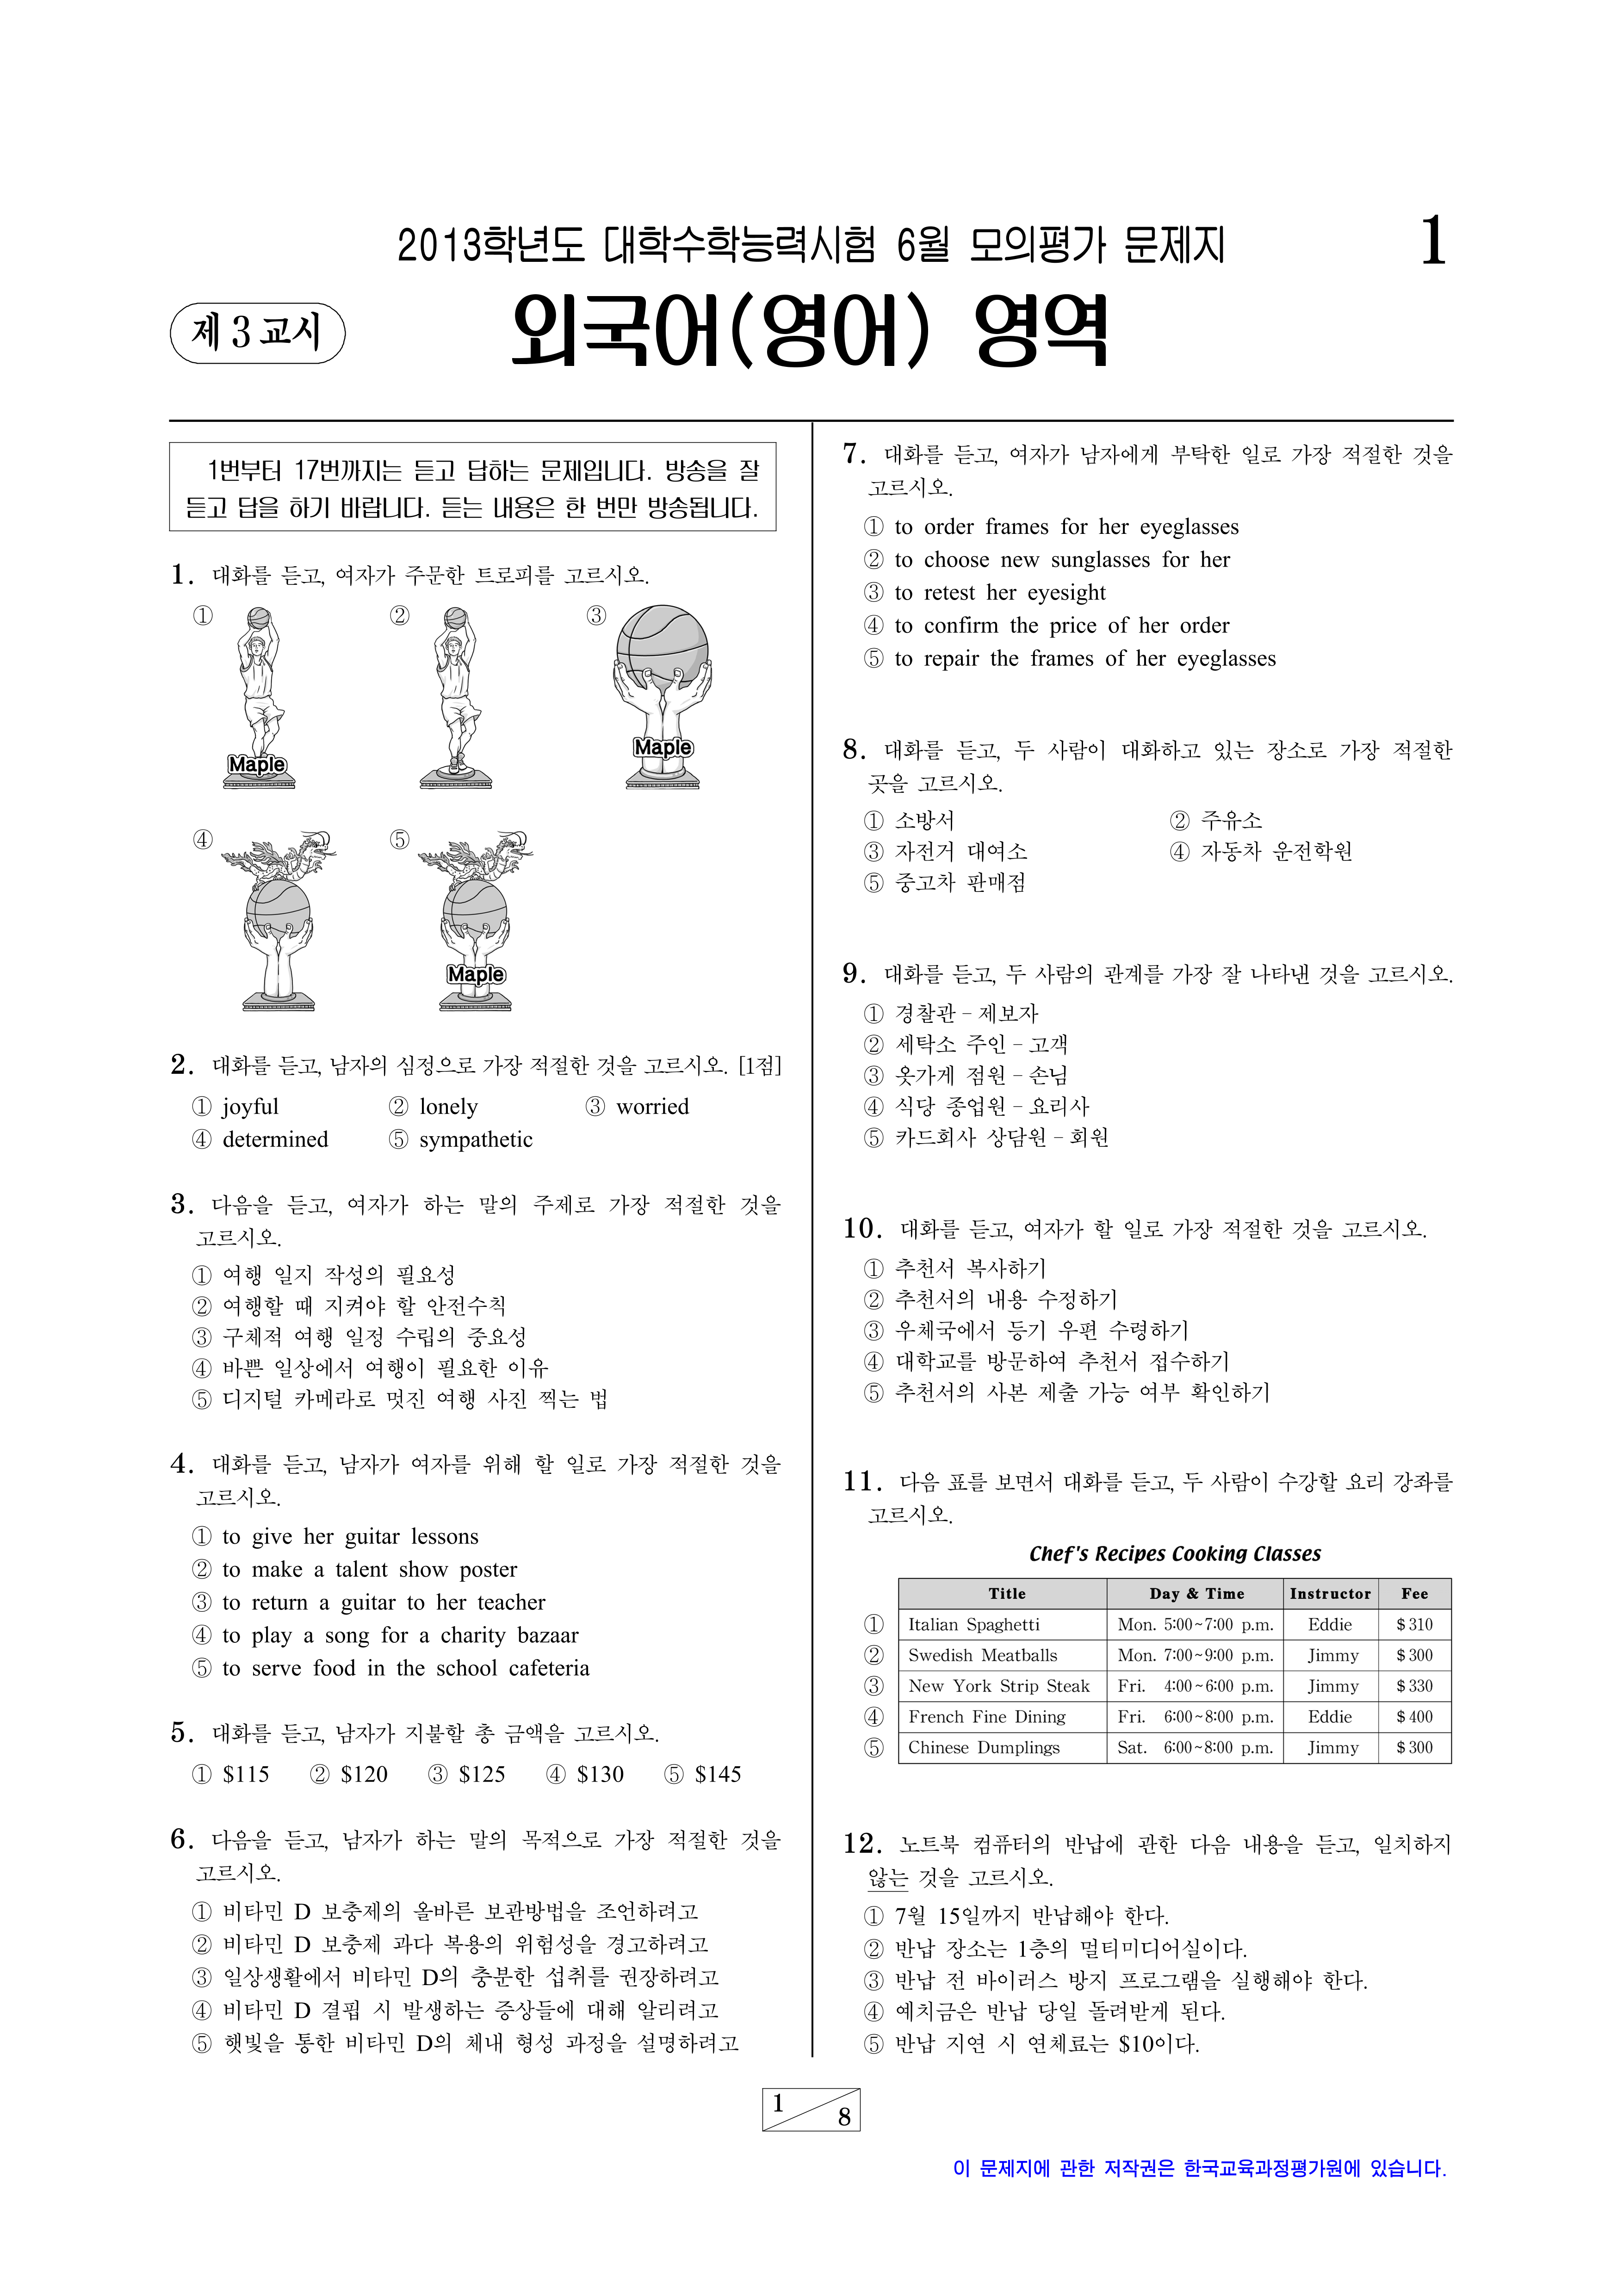 2013학년도 대학수학능력시험 6월 모의평가 문제지
1
제 3 교시
외국어(영어) 영역
1번부터 17번까지는 듣고 답하는 문제입니다. 방송을 잘
듣고 답을 하기 바랍니다. 듣는 내용은 한 번만 방송됩니다.
1. 대화를 듣고, 여자가 주문한 트로피를 고르시오.
① ② ③
Maple
Maple
④ ⑤
Maple
2. 대화를 듣고, 남자의 심정으로 가장 적절한 것을 고르시오. [1점]
① joyful ② lonely ③ worried
④ determined ⑤ sympathetic
3. 다음을 듣고, 여자가 하는 말의 주제로 가장 적절한 것을
고르시오.
① 여행 일지 작성의 필요성
② 여행할 때 지켜야 할 안전수칙
③ 구체적 여행 일정 수립의 중요성
④ 바쁜 일상에서 여행이 필요한 이유
⑤ 디지털 카메라로 멋진 여행 사진 찍는 법
4. 대화를 듣고, 남자가 여자를 위해 할 일로 가장 적절한 것을
고르시오.
① to give her guitar lessons
② to make a talent show poster
③ to return a guitar to her teacher
④ to play a song for a charity bazaar
⑤ to serve food in the school cafeteria
5. 대화를 듣고, 남자가 지불할 총 금액을 고르시오.
① $115 ② $120 ③ $125 ④ $130 ⑤ $145
6. 다음을 듣고, 남자가 하는 말의 목적으로 가장 적절한 것을
고르시오.
① 비타민 D 보충제의 올바른 보관방법을 조언하려고
② 비타민 D 보충제 과다 복용의 위험성을 경고하려고
③ 일상생활에서 비타민 D의 충분한 섭취를 권장하려고
④ 비타민 D 결핍 시 발생하는 증상들에 대해 알리려고
⑤ 햇빛을 통한 비타민 D의 체내 형성 과정을 설명하려고
7. 대화를 듣고, 여자가 남자에게 부탁한 일로 가장 적절한 것을
고르시오.
① to order frames for her eyeglasses
② to choose new sunglasses for her
③ to retest her eyesight
④ to confirm the price of her order
⑤ to repair the frames of her eyeglasses
8. 대화를 듣고, 두 사람이 대화하고 있는 장소로 가장 적절한
곳을 고르시오.
① 소방서 ② 주유소
③ 자전거 대여소 ④ 자동차 운전학원
⑤ 중고차 판매점
9. 대화를 듣고, 두 사람의 관계를 가장 잘 나타낸 것을 고르시오.
① 경찰관 – 제보자
② 세탁소 주인 – 고객
③ 옷가게 점원 – 손님
④ 식당 종업원 – 요리사
⑤ 카드회사 상담원 – 회원
10. 대화를 듣고, 여자가 할 일로 가장 적절한 것을 고르시오.
① 추천서 복사하기
② 추천서의 내용 수정하기
③ 우체국에서 등기 우편 수령하기
④ 대학교를 방문하여 추천서 접수하기
⑤ 추천서의 사본 제출 가능 여부 확인하기
11. 다음 표를 보면서 대화를 듣고, 두 사람이 수강할 요리 강좌를
고르시오.
Chef's Recipes Cooking Classes
Title Day & Time Instructor Fee
① Italian Spaghetti Mon. 5:00~7:00 p.m. Eddie $310
② Swedish Meatballs Mon. 7:00~9:00 p.m. Jimmy $300
③ New York Strip Steak Fri. 4:00~6:00 p.m. Jimmy $330
④ French Fine Dining Fri. 6:00~8:00 p.m. Eddie $400
⑤ Chinese Dumplings Sat. 6:00~8:00 p.m. Jimmy $300
12. 노트북 컴퓨터의 반납에 관한 다음 내용을 듣고, 일치하지
않는 것을 고르시오.
① 7월 15일까지 반납해야 한다.
② 반납 장소는 1층의 멀티미디어실이다.
③ 반납 전 바이러스 방지 프로그램을 실행해야 한다.
④ 예치금은 반납 당일 돌려받게 된다.
⑤ 반납 지연 시 연체료는 $10이다.
1
8
이 문제지에 관한 저작권은 한국교육과정평가원에 있습니다.